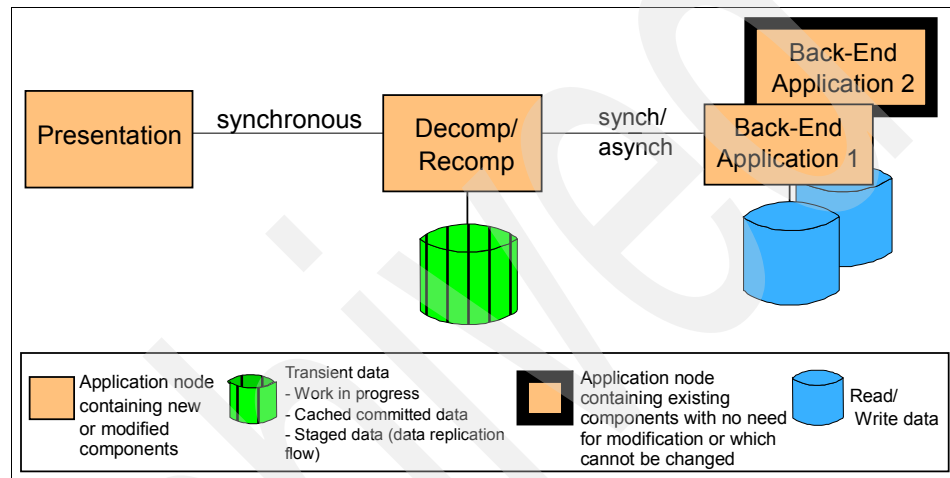 Back-End
Application 2
Presentation
synchronous
Decomp/
Recomp
synch/
asynch
Back-End
Application 1
Application node
containing new
or modified
components
Transient data
- Work in progress
- Cached committed data
- Staged data (data replication
flow)
Application node
containing existing
components with no need
for modification or which
cannot be changed
Read/
Write data